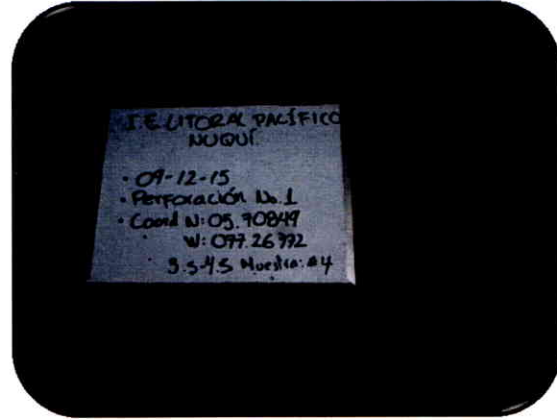 I.E LITORAL PACÍFICO
NUQUÍ
• 09-12-15
• Perforación No. 1
• Coord N: 05.70849
W: 077.26372
3.5-4.5 Muestra: #4